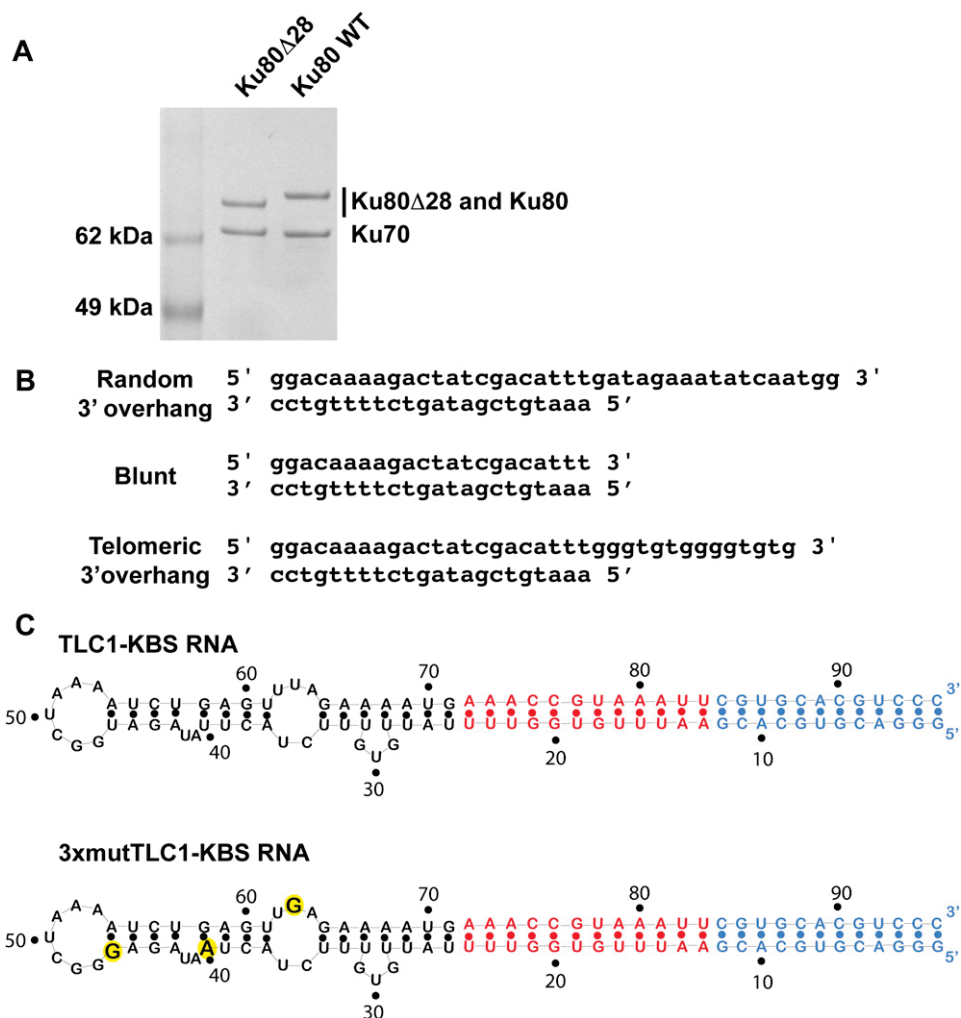 A
Ku80Δ28
Ku80 WT
Ku80Δ28 and Ku80
62 kDa
Ku70
49 kDa
B
Random 5' ggacaaaagactatcgacatttgatagaaatatcaatgg 3'
3' overhang 3' cctgttttctgatagctgtaaa 5'
5' ggacaaaagactatcgacattt 3'
Blunt
3' cctgttttctgatagctgtaaa 5'
Telomeric 5' ggacaaaagactatcgacatttgggtgtggggtgtg 3'
3'overhang 3' cctgttttctgatagctgtaaa 5'
C
TLC1-KBS RNA
60 70 80 90
A A A A U C U G A G U U U A G A A A A U G A A A C C G U A A A U U C G U G C A C G U C C C 3'
50 U C G G U A G A U A U U C A U C U U U U G U G U A U U U U G G U G U U U A A G C A C G U G C A G G G 5'
40 30 20 10
3xmutTLC1-KBS RNA
60 70 80 90
A A A A U C U G A G U U G A G A A A A U G A A A C C G U A A A U U C G U G C A C G U C C C 3'
50 U C G G G A G A U A A U C A U C U U U U G U G U A U U U U G G U G U U U A A G C A C G U G C A G G G 5'
40 30 20 10